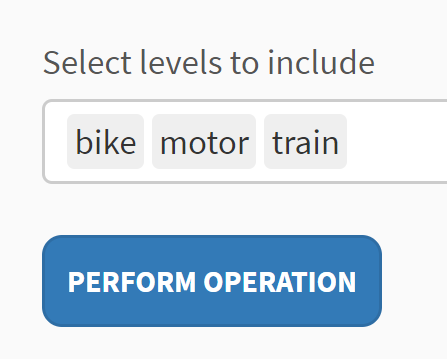 Select levels to include
bike motor train
PERFORM OPERATION